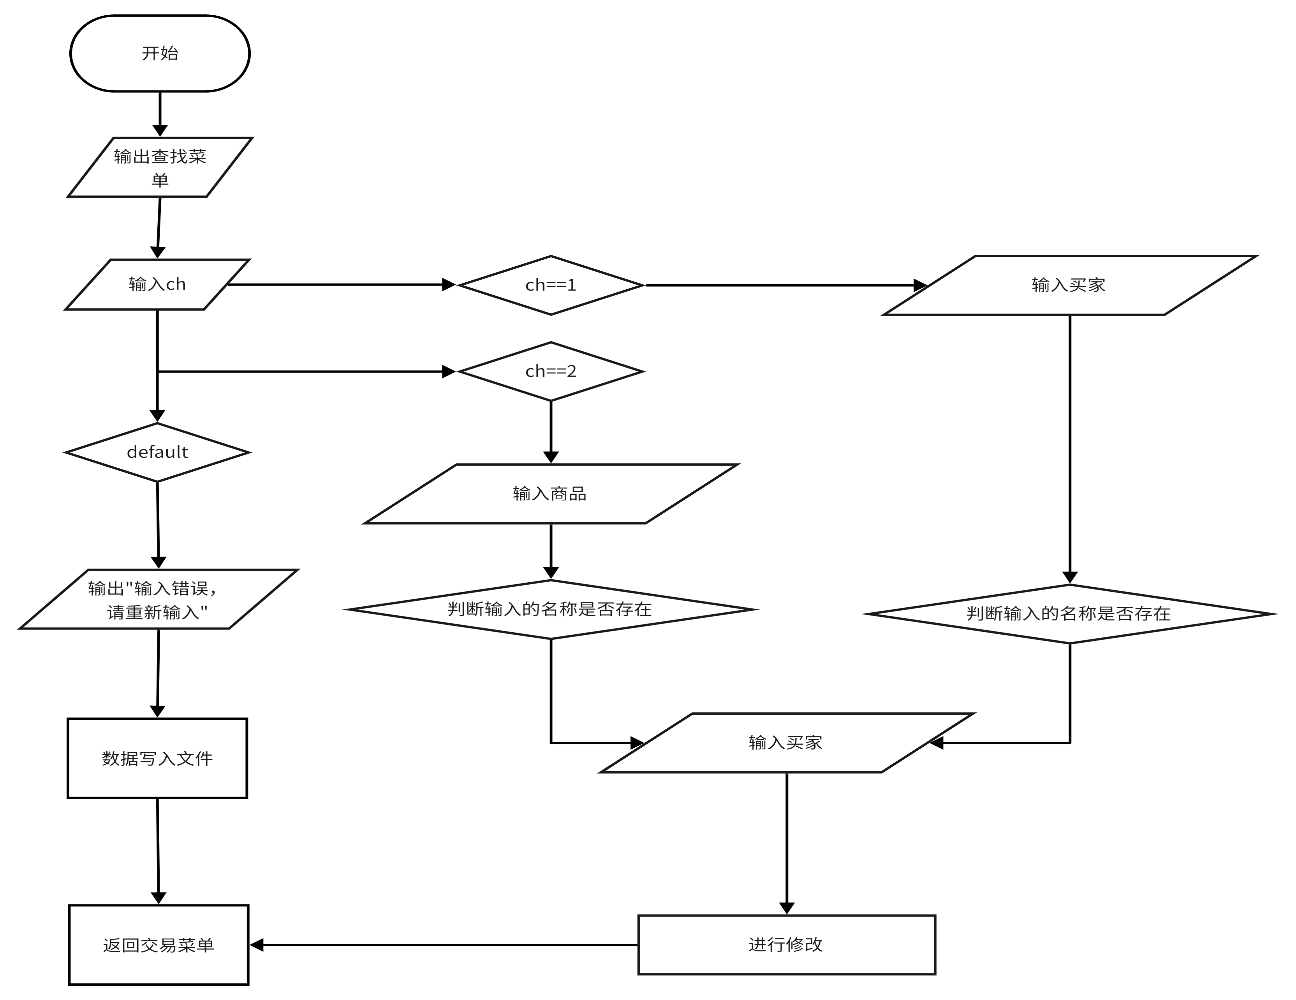 开始
输出查找菜
单
输入ch
ch==1
输入买家
ch==2
default
输入商品
输出"输入错误，
请重新输入"
判断输入的名称是否存在
判断输入的名称是否存在
输入买家
数据写入文件
返回交易菜单
进行修改